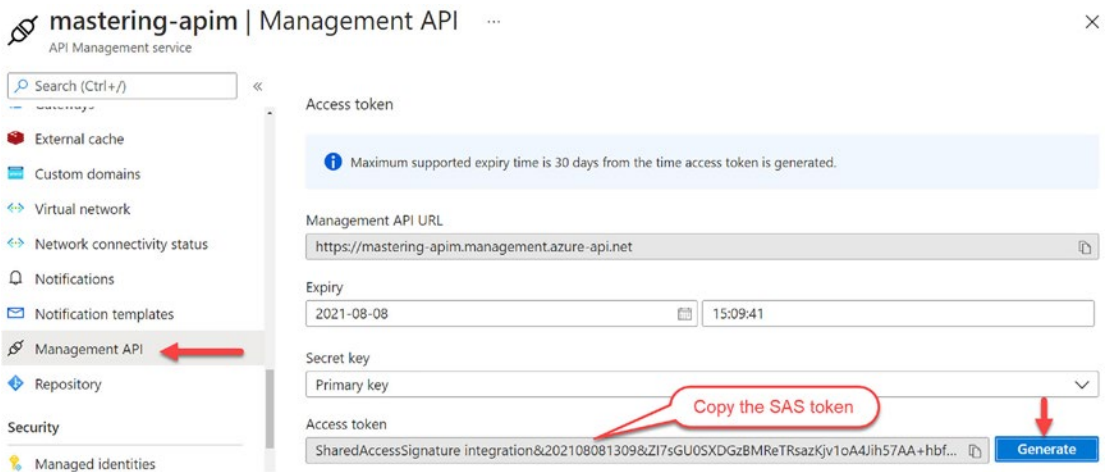 mastering-apim | Management API ...
API Management service
Search (Ctrl+/)
«
Gateways
External cache
Custom domains
Virtual network
Network connectivity status
Notifications
Notification templates
Management API
Repository
Security
Managed identities
Access token
Maximum supported expiry time is 30 days from the time access token is generated.
Management API URL
https://mastering-apim.management.azure-api.net
Expiry
2021-08-08
15:09:41
Secret key
Primary key
Copy the SAS token
Access token
SharedAccessSignature integration&202108081309&ZI7sGU0SXDGzBMReTRsazKjv1oA4Jih57AA+hbf...
Generate